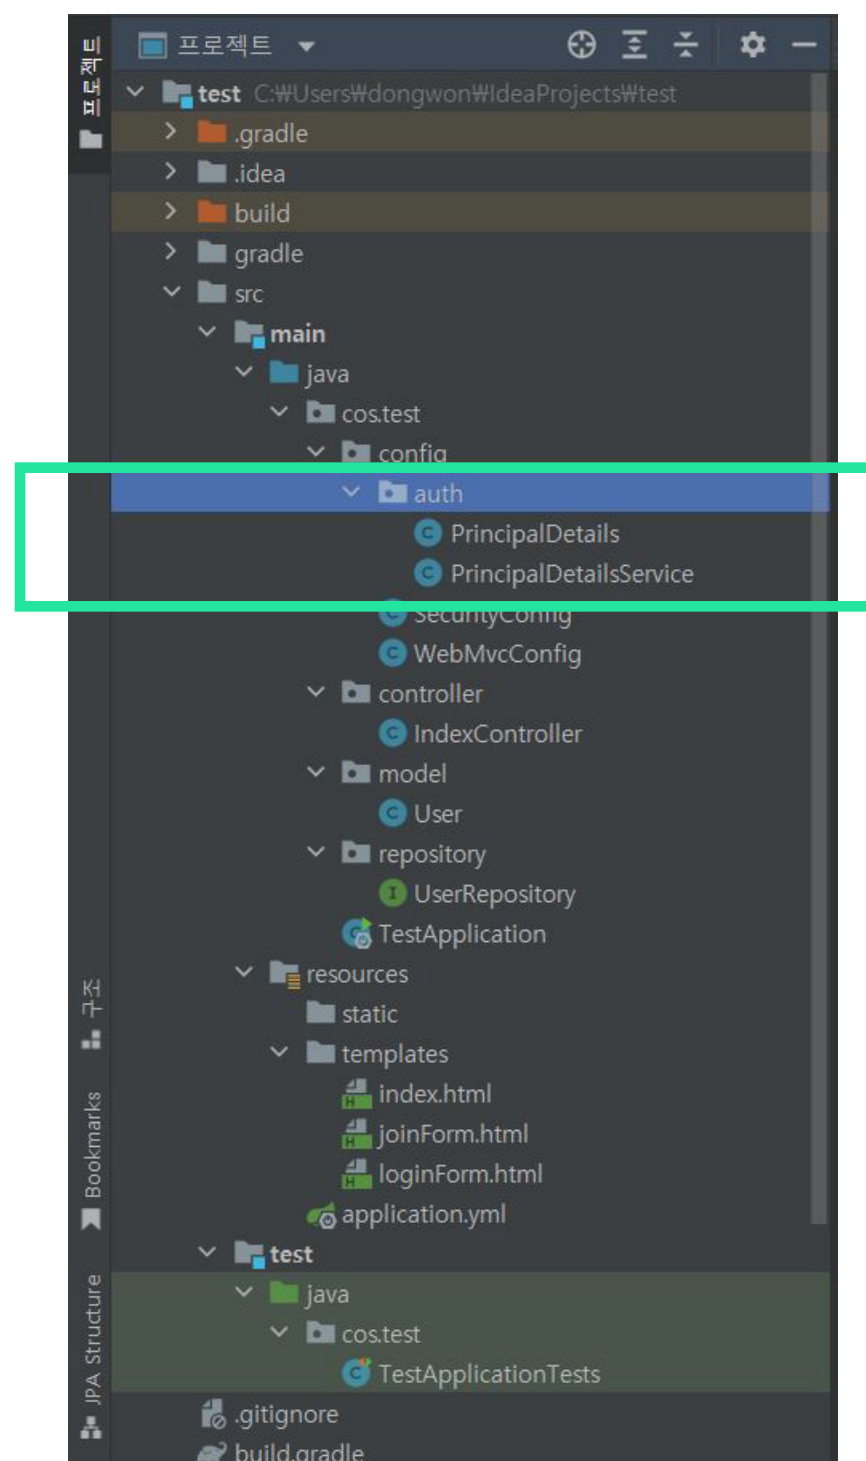 프로젝트
프로젝트
test C:₩Users₩dongwon₩IdeaProjects₩test
.gradle
.idea
build
gradle
src
main
java
cos.test
config
auth
PrincipalDetails
PrincipalDetailsService
SecurityConfig
WebMvcConfig
controller
IndexController
model
User
repository
UserRepository
TestApplication
resources
static
templates
index.html
joinForm.html
loginForm.html
application.yml
test
java
cos.test
TestApplicationTests
.gitignore
build.gradle
구조
Bookmarks
JPA Structure